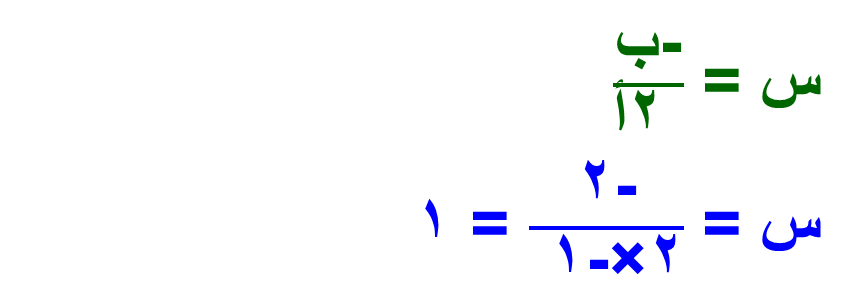 س = -ب/٢أ
س = -٢/٢×-١ = ١